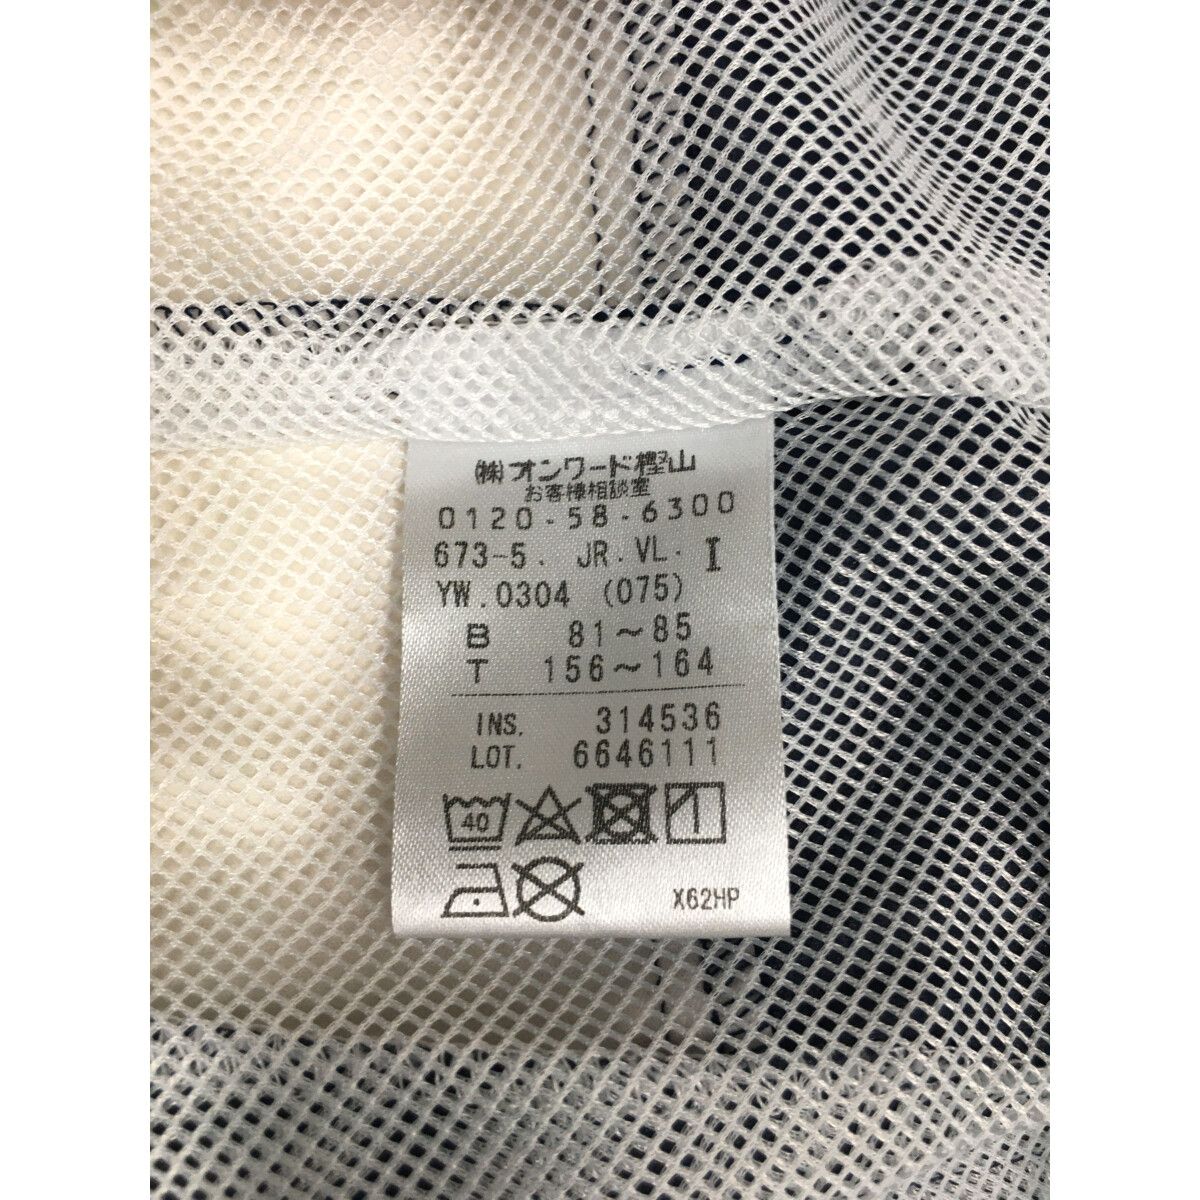 ㈱オンワード樫山
お客様相談室
0120-58-6300
673-5. JR.VL. I
YW.0304 (075)
B 81～85
T 156～164
INS. 314536
LOT. 6646111
40
X62HP